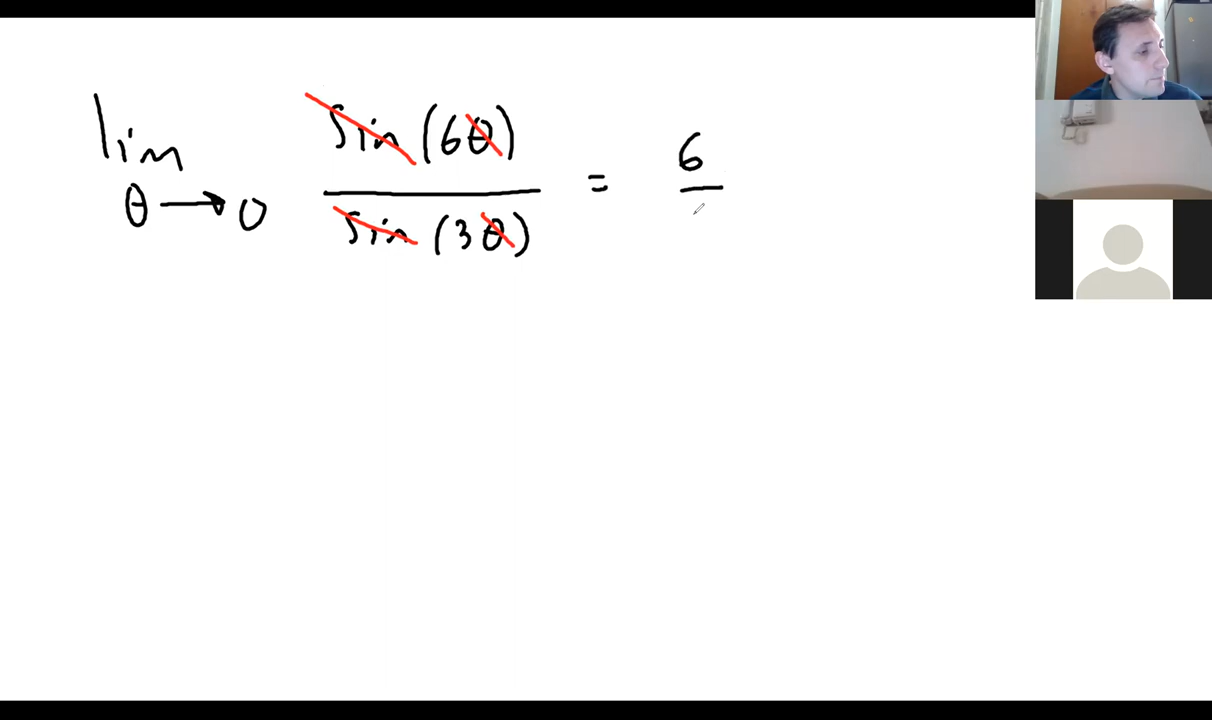 lim θ→0 sin(6θ) / sin(3θ) = 6 /